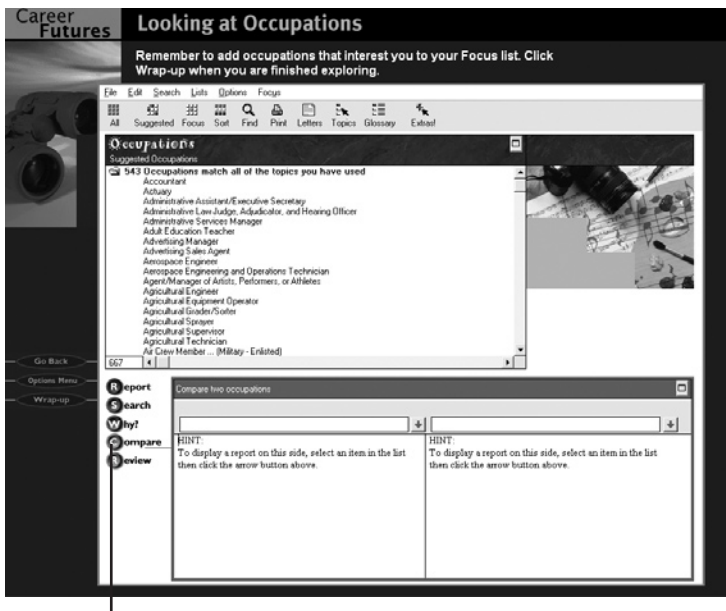 Career
Futures
Looking at Occupations
Remember to add occupations that interest you to your Focus list. Click
Wrap-up when you are finished exploring.
File Edit Search Lists Options Focus
All Suggested Focus Sort Find Print Letters Topics Glossary Extras!
Occupations
Suggested Occupations
543 Occupations match all of the topics you have used
Accountant
Actuary
Administrative Assistant/Executive Secretary
Administrative Law Judge, Adjudicator, and Hearing Officer
Administrative Services Manager
Adult Education Teacher
Advertising Manager
Advertising Sales Agent
Aerospace Engineer
Aerospace Engineering and Operations Technician
Agent/Manager of Artists, Performers, or Athletes
Agricultural Engineer
Agricultural Equipment Operator
Agricultural Grader/Sorter
Agricultural Sprayer
Agricultural Supervisor
Agricultural Technician
Air Crew Member ... (Military - Enlisted)
667
Go Back
Options Menu
Wrap-up
Report
Search
Why?
Compare
Review
Compare two occupations
HINT:
To display a report on this side, select an item in the list
then click the arrow button above.
HINT:
To display a report on this side, select an item in the list
then click the arrow button above.